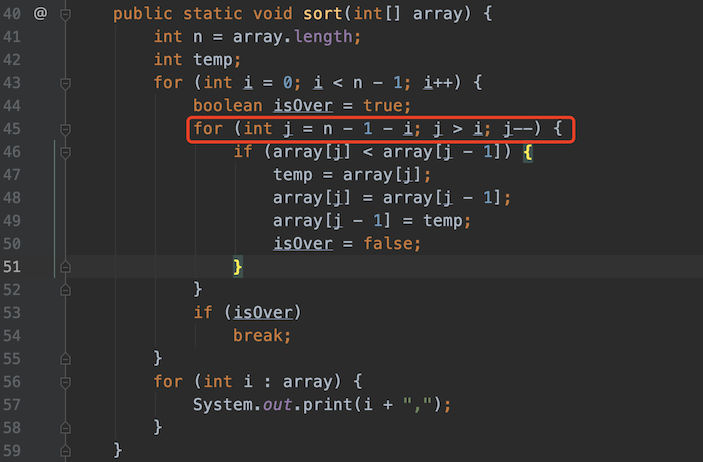 40 @ public static void sort(int[] array) {
41 int n = array.length;
42 int temp;
43 for (int i = 0; i < n - 1; i++) {
44 boolean isOver = true;
45 for (int j = n - 1 - i; j > i; j--) {
46 if (array[j] < array[j - 1]) {
47 temp = array[j];
48 array[j] = array[j - 1];
49 array[j - 1] = temp;
50 isOver = false;
51 }
52 }
53 if (isOver)
54 break;
55 }
56 for (int i : array) {
57 System.out.print(i + ",");
58 }
59 }